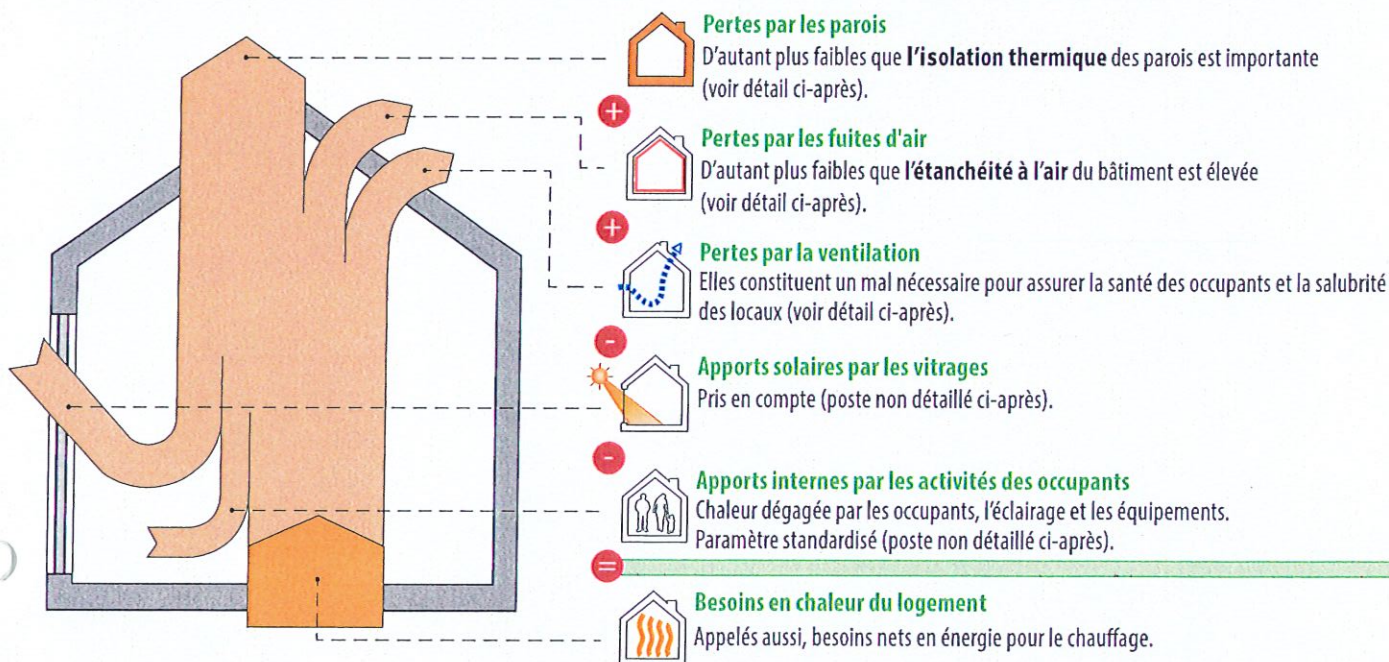 Pertes par les parois
D'autant plus faibles que l'isolation thermique des parois est importante
(voir détail ci-après).
+
Pertes par les fuites d'air
D'autant plus faibles que l'étanchéité à l'air du bâtiment est élevée
(voir détail ci-après).
+
Pertes par la ventilation
Elles constituent un mal nécessaire pour assurer la santé des occupants et la salubrité
des locaux (voir détail ci-après).
-
Apports solaires par les vitrages
Pris en compte (poste non détaillé ci-après).
-
Apports internes par les activités des occupants
Chaleur dégagée par les occupants, l'éclairage et les équipements.
Paramètre standardisé (poste non détaillé ci-après).
=
Besoins en chaleur du logement
Appelés aussi, besoins nets en énergie pour le chauffage.